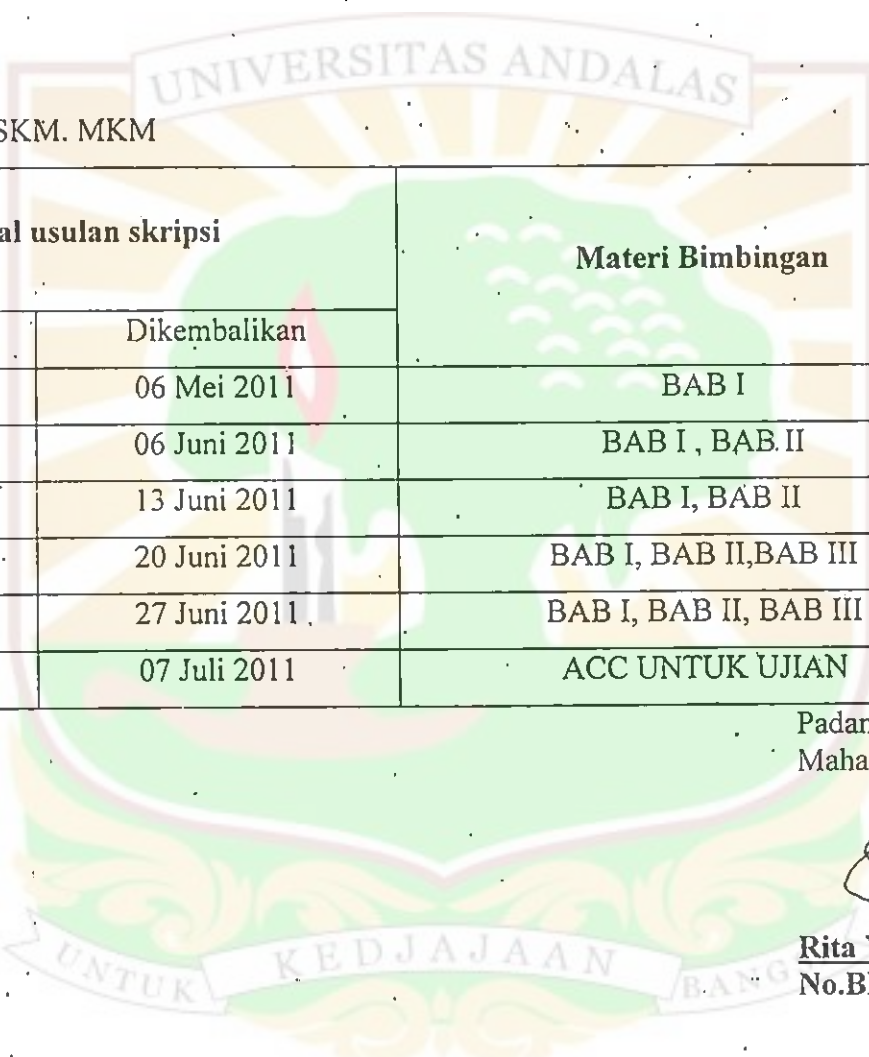 UNIVERSITAS ANDALAS
SKM. MKM
al usulan skripsi
Materi Bimbingan
Dikembalikan
06 Mei 2011 BAB I
06 Juni 2011 BAB I , BAB II
13 Juni 2011 BAB I, BAB II
20 Juni 2011 BAB I, BAB II,BAB III
27 Juni 2011 BAB I, BAB II, BAB III
07 Juli 2011 ACC UNTUK UJIAN
Padan
Maha
Rita
No.B
UNTUK KEDJAJAAN BANG